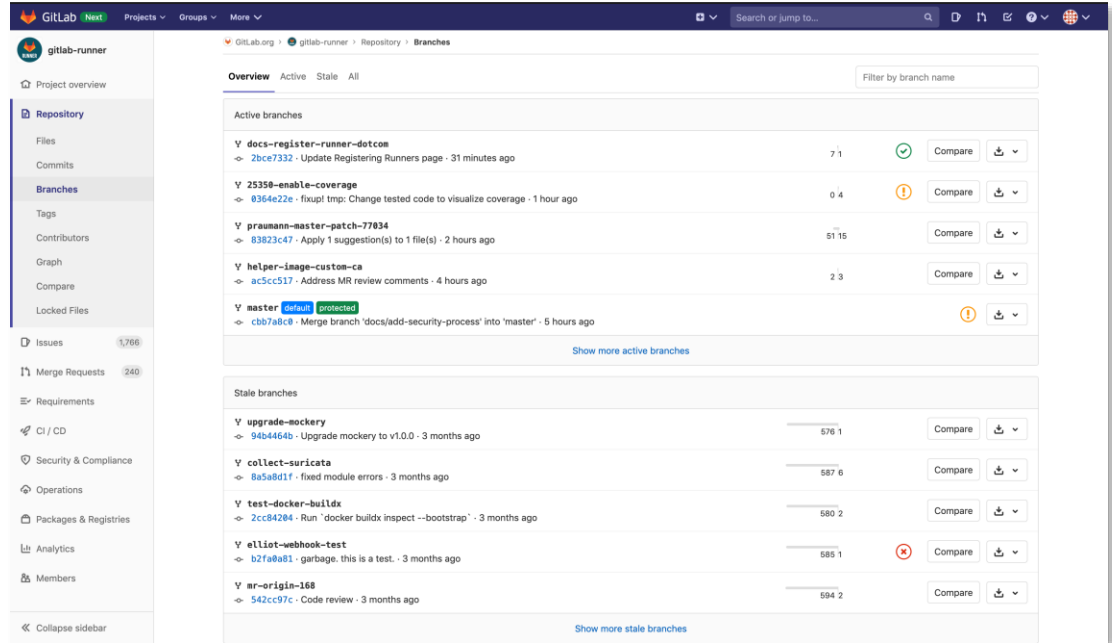 GitLab Next Projects Groups More Search or jump to...
gitlab-runner
Project overview
Repository
Files
Commits
Branches
Tags
Contributors
Graph
Compare
Locked Files
Issues 1,766
Merge Requests 240
Requirements
CI / CD
Security & Compliance
Operations
Packages & Registries
Analytics
Members
Collapse sidebar
GitLab.org › gitlab-runner › Repository › Branches
Overview Active Stale All Filter by branch name
Active branches
docs-register-runner-dotcom
2bce7332 · Update Registering Runners page · 31 minutes ago 7 1 Compare
25350-enable-coverage
0364e22e · fixup! tmp: Change tested code to visualize coverage · 1 hour ago 0 4 Compare
praumann-master-patch-77034
83823c47 · Apply 1 suggestion(s) to 1 file(s) · 2 hours ago 51 15 Compare
helper-image-custom-ca
ac5cc517 · Address MR review comments · 4 hours ago 2 3 Compare
master default protected
cbb7a8c0 · Merge branch 'docs/add-security-process' into 'master' · 5 hours ago
Show more active branches
Stale branches
upgrade-mockery
94b4464b · Upgrade mockery to v1.0.0 · 3 months ago 576 1 Compare
collect-suricata
8a5a8d1f · fixed module errors · 3 months ago 587 6 Compare
test-docker-buildx
2cc84204 · Run `docker buildx inspect --bootstrap` · 3 months ago 580 2 Compare
elliot-webhook-test
b2fa0a81 · garbage. this is a test. · 3 months ago 585 1 Compare
mr-origin-168
542cc97c · Code review · 3 months ago 594 2 Compare
Show more stale branches